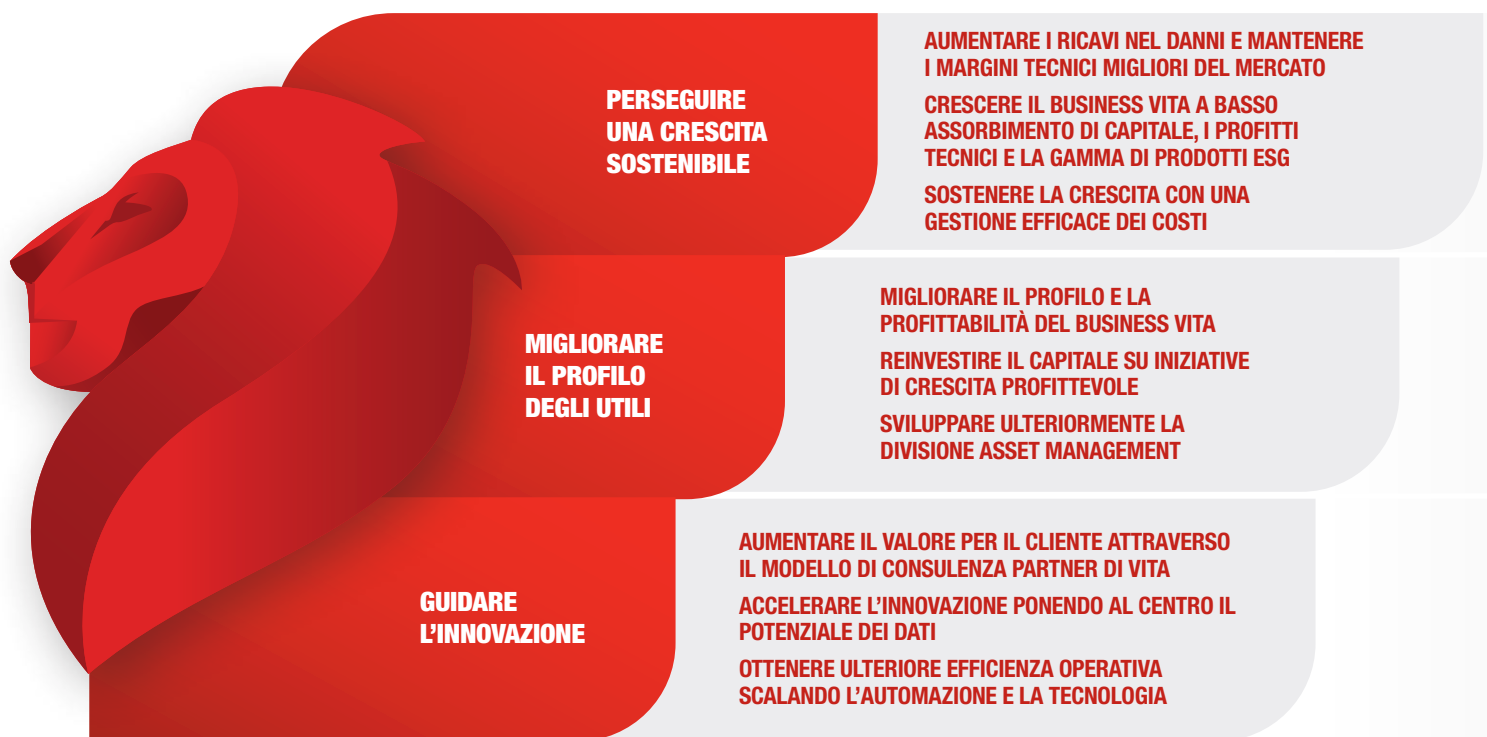 PERSEGUIRE
UNA CRESCITA
SOSTENIBILE
AUMENTARE I RICAVI NEL DANNI E MANTENERE
I MARGINI TECNICI MIGLIORI DEL MERCATO
CRESCERE IL BUSINESS VITA A BASSO
ASSORBIMENTO DI CAPITALE, I PROFITTI
TECNICI E LA GAMMA DI PRODOTTI ESG
SOSTENERE LA CRESCITA CON UNA
GESTIONE EFFICACE DEI COSTI
MIGLIORARE
IL PROFILO
DEGLI UTILI
MIGLIORARE IL PROFILO E LA
PROFITTABILITÀ DEL BUSINESS VITA
REINVESTIRE IL CAPITALE SU INIZIATIVE
DI CRESCITA PROFITTEVOLE
SVILUPPARE ULTERIORMENTE LA
DIVISIONE ASSET MANAGEMENT
GUIDARE
L’INNOVAZIONE
AUMENTARE IL VALORE PER IL CLIENTE ATTRAVERSO
IL MODELLO DI CONSULENZA PARTNER DI VITA
ACCELERARE L’INNOVAZIONE PONENDO AL CENTRO IL
POTENZIALE DEI DATI
OTTENERE ULTERIORE EFFICIENZA OPERATIVA
SCALANDO L’AUTOMAZIONE E LA TECNOLOGIA